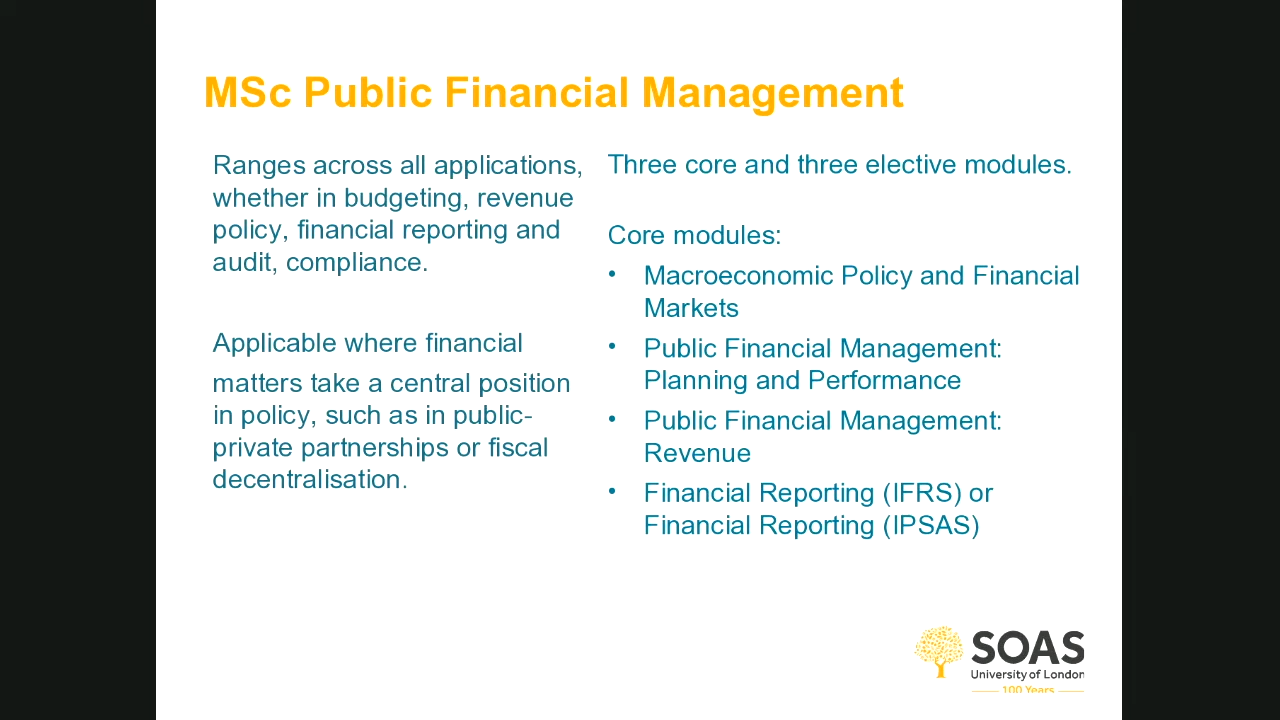 MSc Public Financial Management
Ranges across all applications,
whether in budgeting, revenue
policy, financial reporting and
audit, compliance.
Applicable where financial
matters take a central position
in policy, such as in public-
private partnerships or fiscal
decentralisation.
Three core and three elective modules.
Core modules:
• Macroeconomic Policy and Financial
Markets
• Public Financial Management:
Planning and Performance
• Public Financial Management:
Revenue
• Financial Reporting (IFRS) or
Financial Reporting (IPSAS)
SOAS
University of London
100 Years